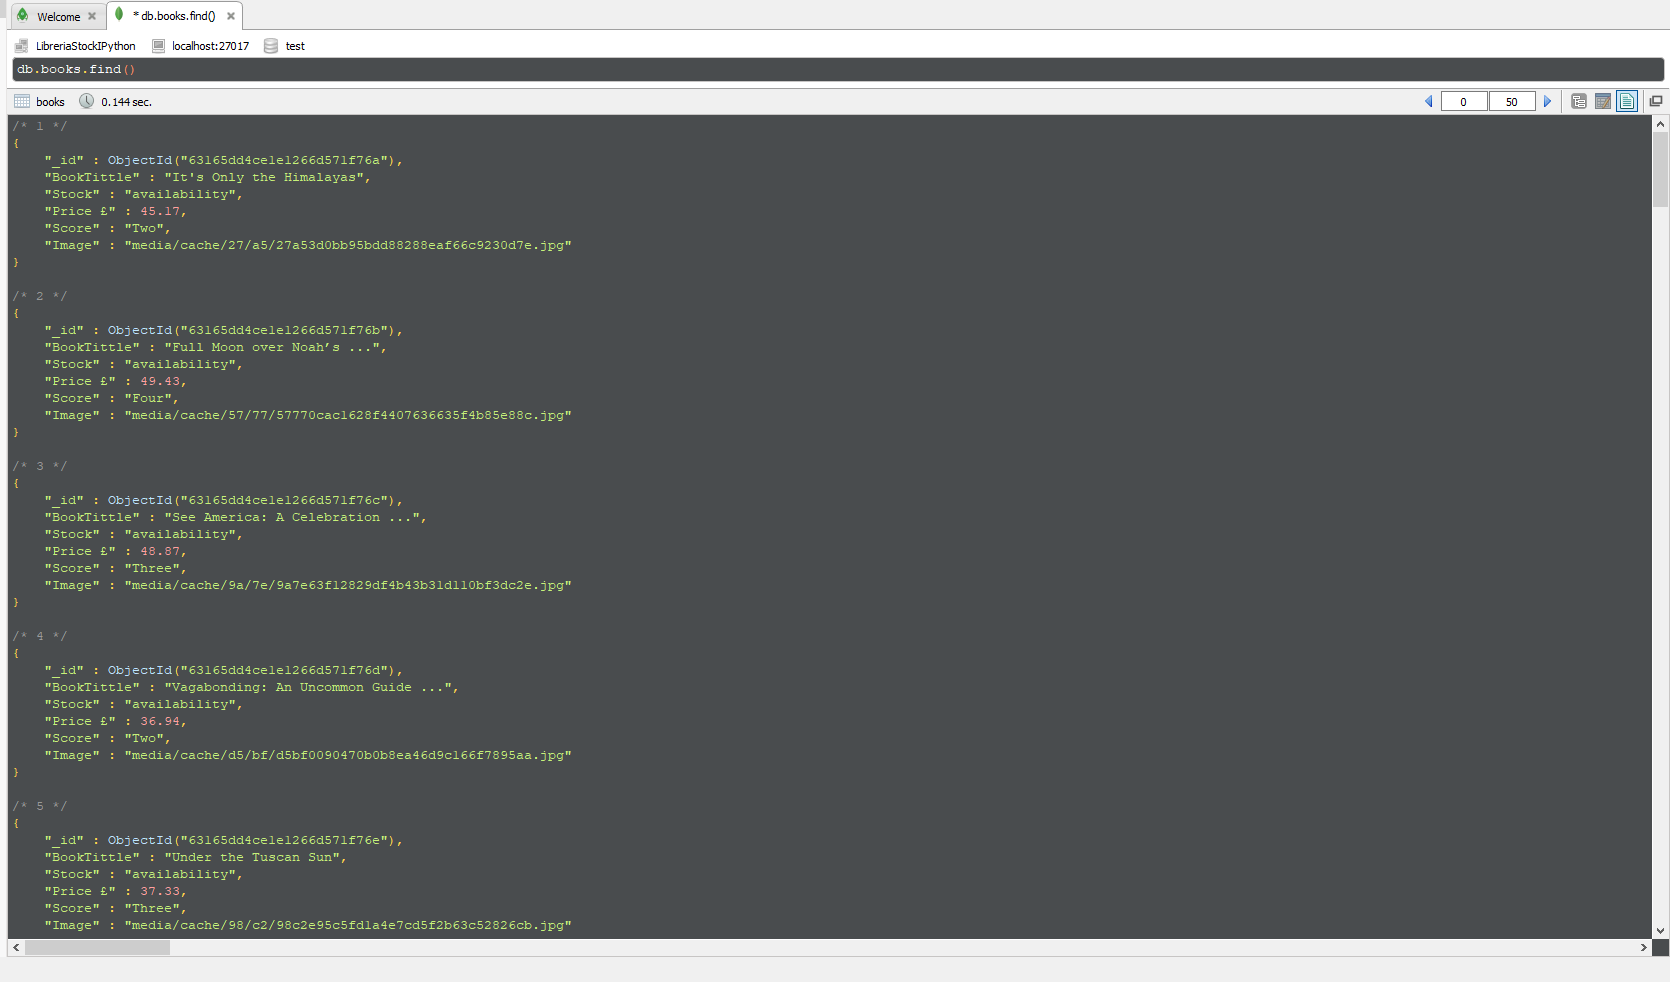 Welcome
* db.books.find()
LibreriaStockIPython localhost:27017 test
db.books.find()
books 0.144 sec. 0 50
/* 1 */
{
"_id" : ObjectId("63165dd4ce1e1266d571f76a"),
"BookTittle" : "It's Only the Himalayas",
"Stock" : "availability",
"Price £" : 45.17,
"Score" : "Two",
"Image" : "media/cache/27/a5/27a53d0bb95bdd88288eaf66c9230d7e.jpg"
}
/* 2 */
{
"_id" : ObjectId("63165dd4ce1e1266d571f76b"),
"BookTittle" : "Full Moon over Noah’s ...",
"Stock" : "availability",
"Price £" : 49.43,
"Score" : "Four",
"Image" : "media/cache/57/77/57770cac1628f4407636635f4b85e88c.jpg"
}
/* 3 */
{
"_id" : ObjectId("63165dd4ce1e1266d571f76c"),
"BookTittle" : "See America: A Celebration ...",
"Stock" : "availability",
"Price £" : 48.87,
"Score" : "Three",
"Image" : "media/cache/9a/7e/9a7e63f12829df4b43b31d110bf3dc2e.jpg"
}
/* 4 */
{
"_id" : ObjectId("63165dd4ce1e1266d571f76d"),
"BookTittle" : "Vagabonding: An Uncommon Guide ...",
"Stock" : "availability",
"Price £" : 36.94,
"Score" : "Two",
"Image" : "media/cache/d5/bf/d5bf0090470b0b8ea46d9c166f7895aa.jpg"
}
/* 5 */
{
"_id" : ObjectId("63165dd4ce1e1266d571f76e"),
"BookTittle" : "Under the Tuscan Sun",
"Stock" : "availability",
"Price £" : 37.33,
"Score" : "Three",
"Image" : "media/cache/98/c2/98c2e95c5fd1a4e7cd5f2b63c52826cb.jpg"